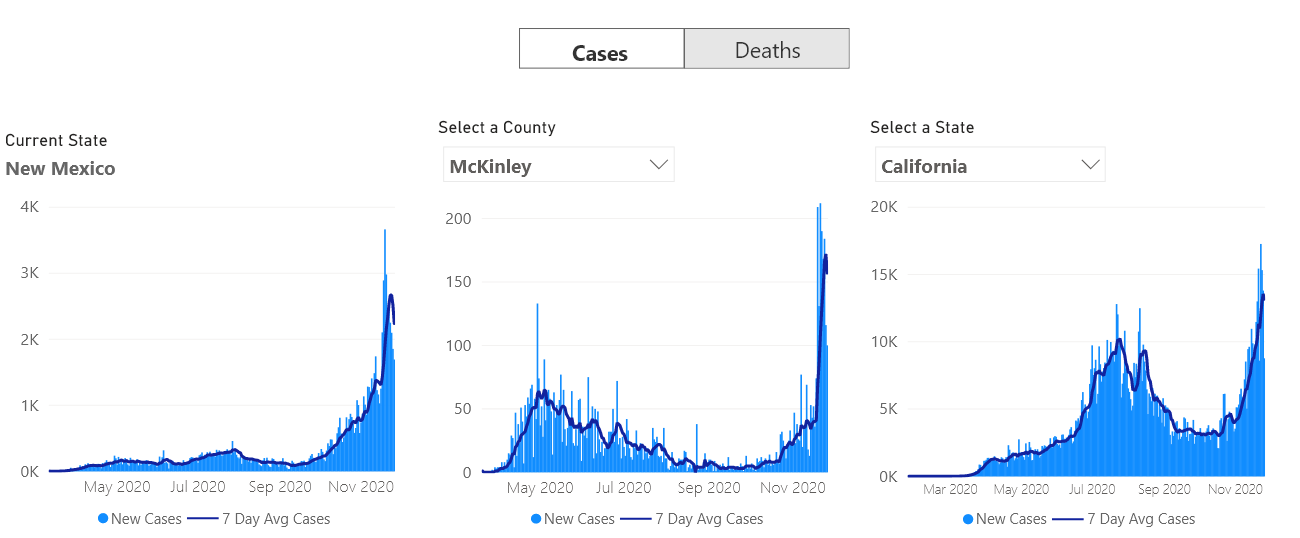 Cases Deaths
Current State
New Mexico
4K
3K
2K
1K
0K
May 2020 Jul 2020 Sep 2020 Nov 2020
New Cases 7 Day Avg Cases
Select a County
McKinley
200
150
100
50
0
May 2020 Jul 2020 Sep 2020 Nov 2020
New Cases 7 Day Avg Cases
Select a State
California
20K
15K
10K
5K
0K
Mar 2020 May 2020 Jul 2020 Sep 2020 Nov 2020
New Cases 7 Day Avg Cases